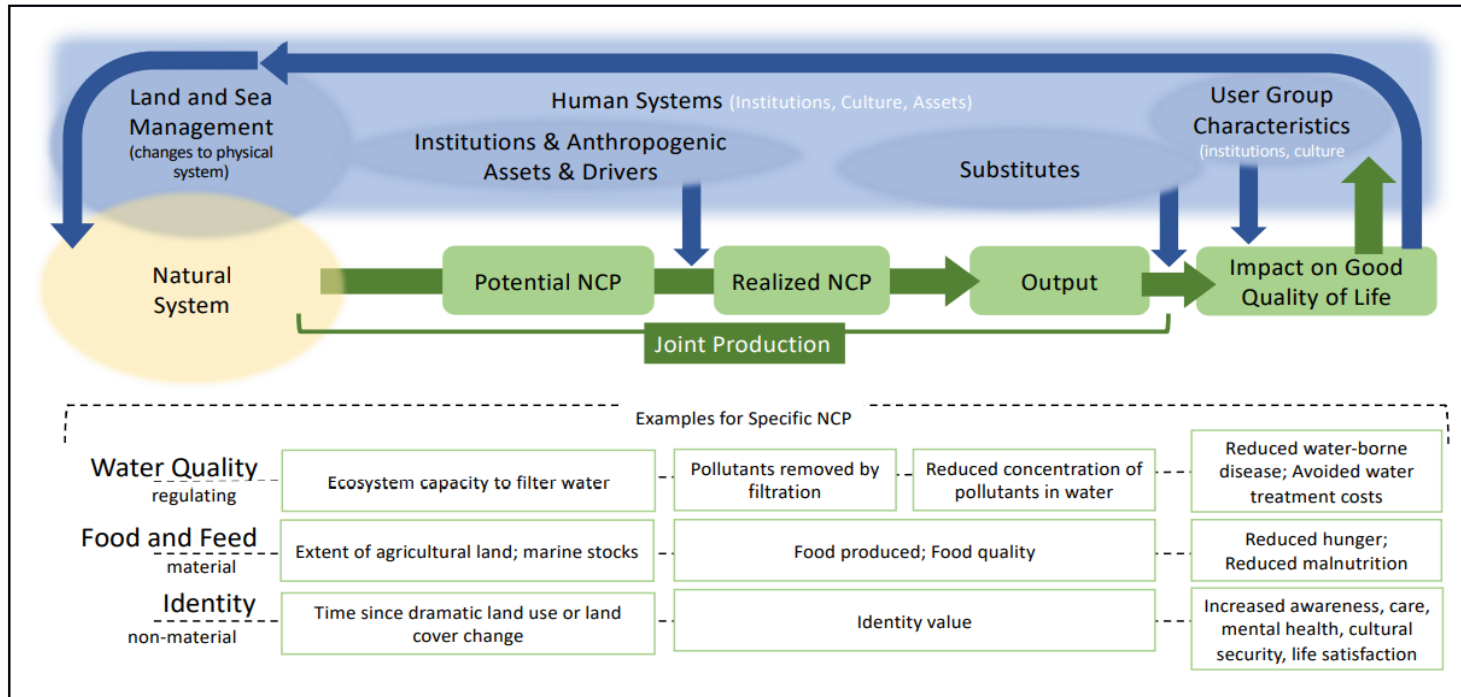 Land and Sea
Management
(changes to physical
system)
Human Systems (Institutions, Culture, Assets)
Institutions & Anthropogenic
Assets & Drivers
Substitutes
User Group
Characteristics
(institutions, culture
Natural
System
Potential NCP
Realized NCP
Output
Impact on Good
Quality of Life
Joint Production
Examples for Specific NCP
Water Quality
regulating
Ecosystem capacity to filter water
Pollutants removed by
filtration
Reduced concentration of
pollutants in water
Reduced water-borne
disease; Avoided water
treatment costs
Food and Feed
material
Extent of agricultural land; marine stocks
Food produced; Food quality
Reduced hunger;
Reduced malnutrition
Identity
non-material
Time since dramatic land use or land
cover change
Identity value
Increased awareness, care,
mental health, cultural
security, life satisfaction